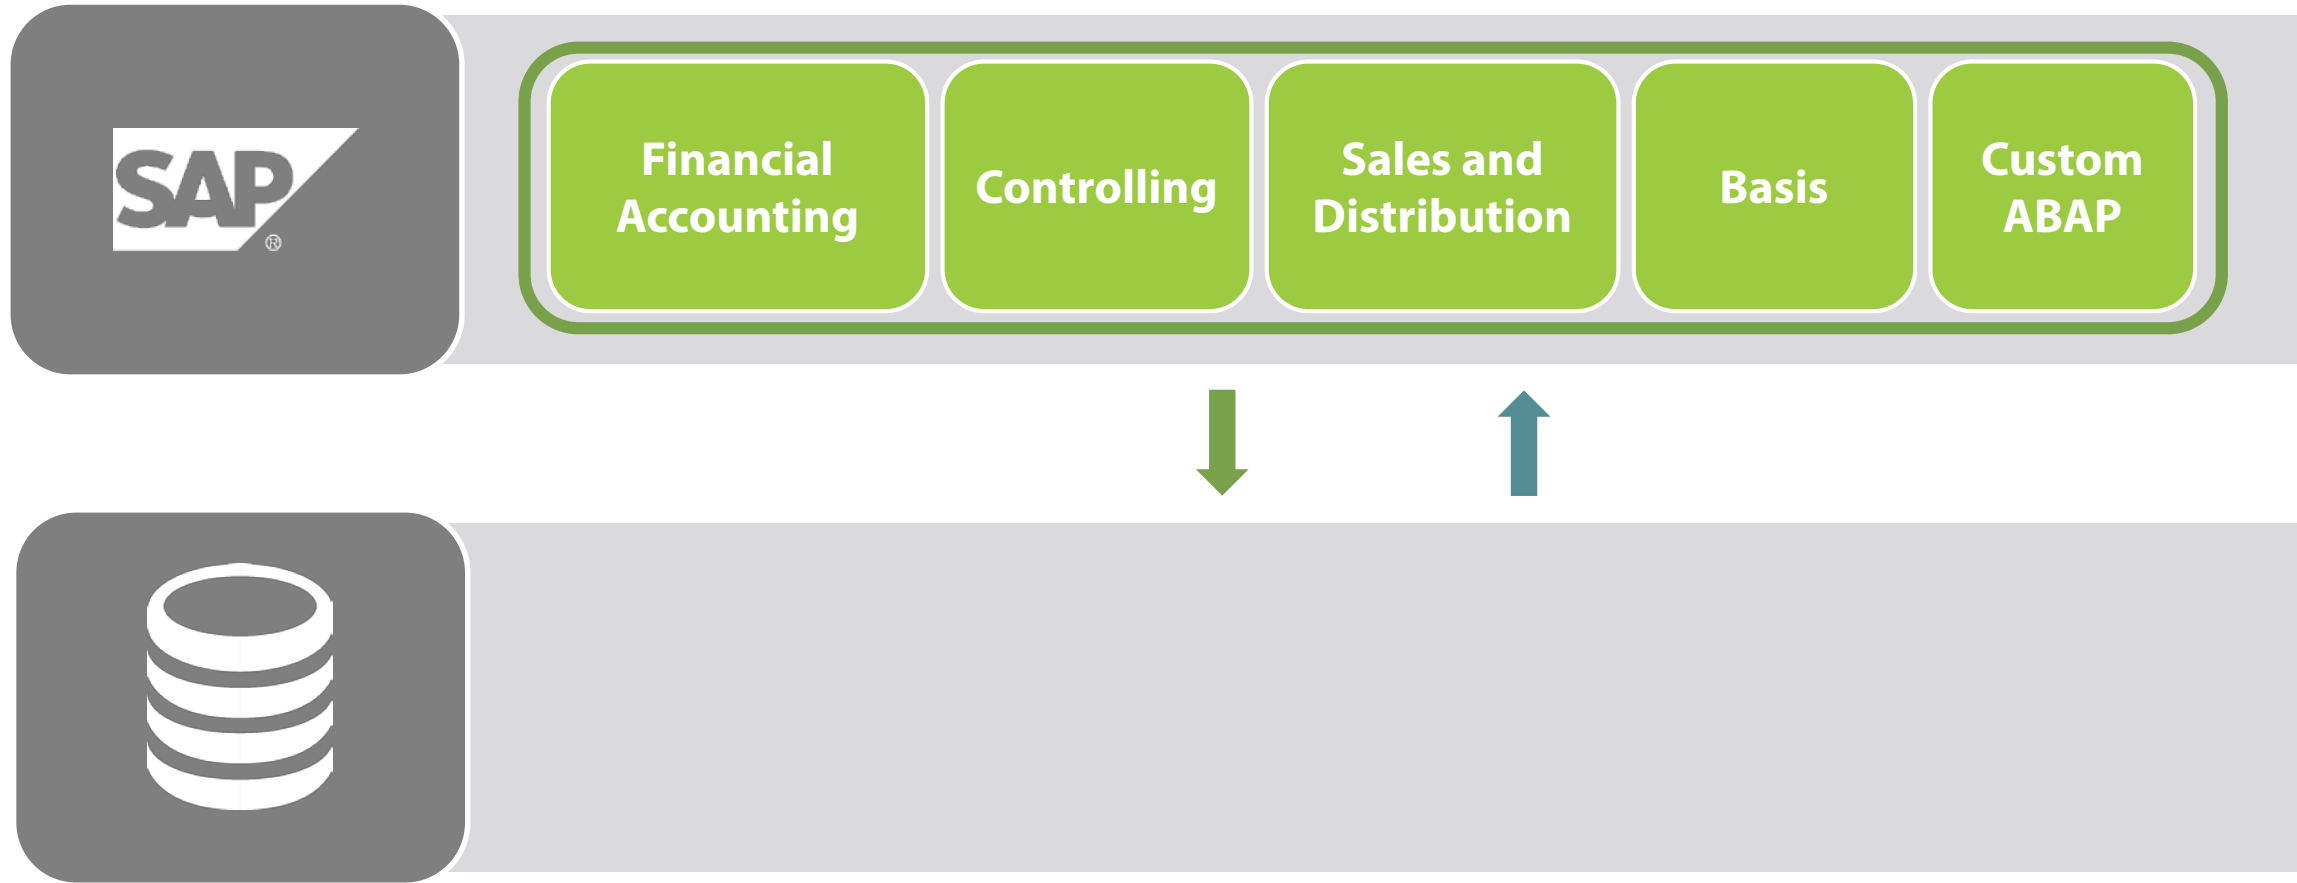 SAP
®
Financial
Accounting
Controlling
Sales and
Distribution
Basis
Custom
ABAP